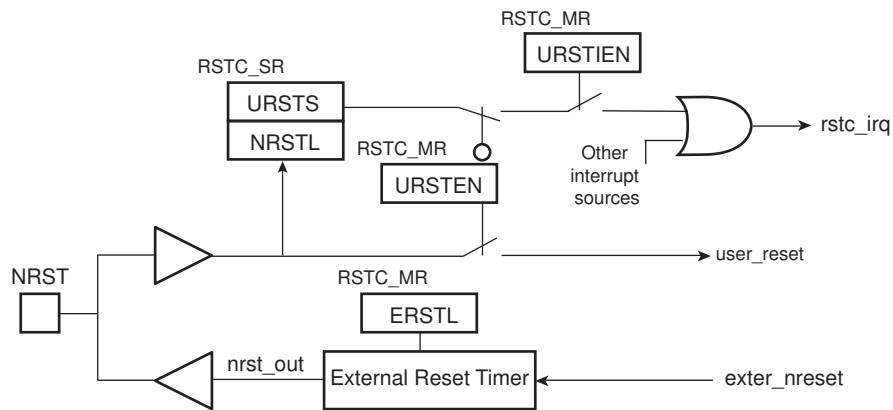 RSTC_MR
URSTIEN
RSTC_SR
URSTS
NRSTL
RSTC_MR
URSTEN
rstc_irq
Other
interrupt
sources
user_reset
NRST
RSTC_MR
ERSTL
nrst_out
External Reset Timer
exter_nreset